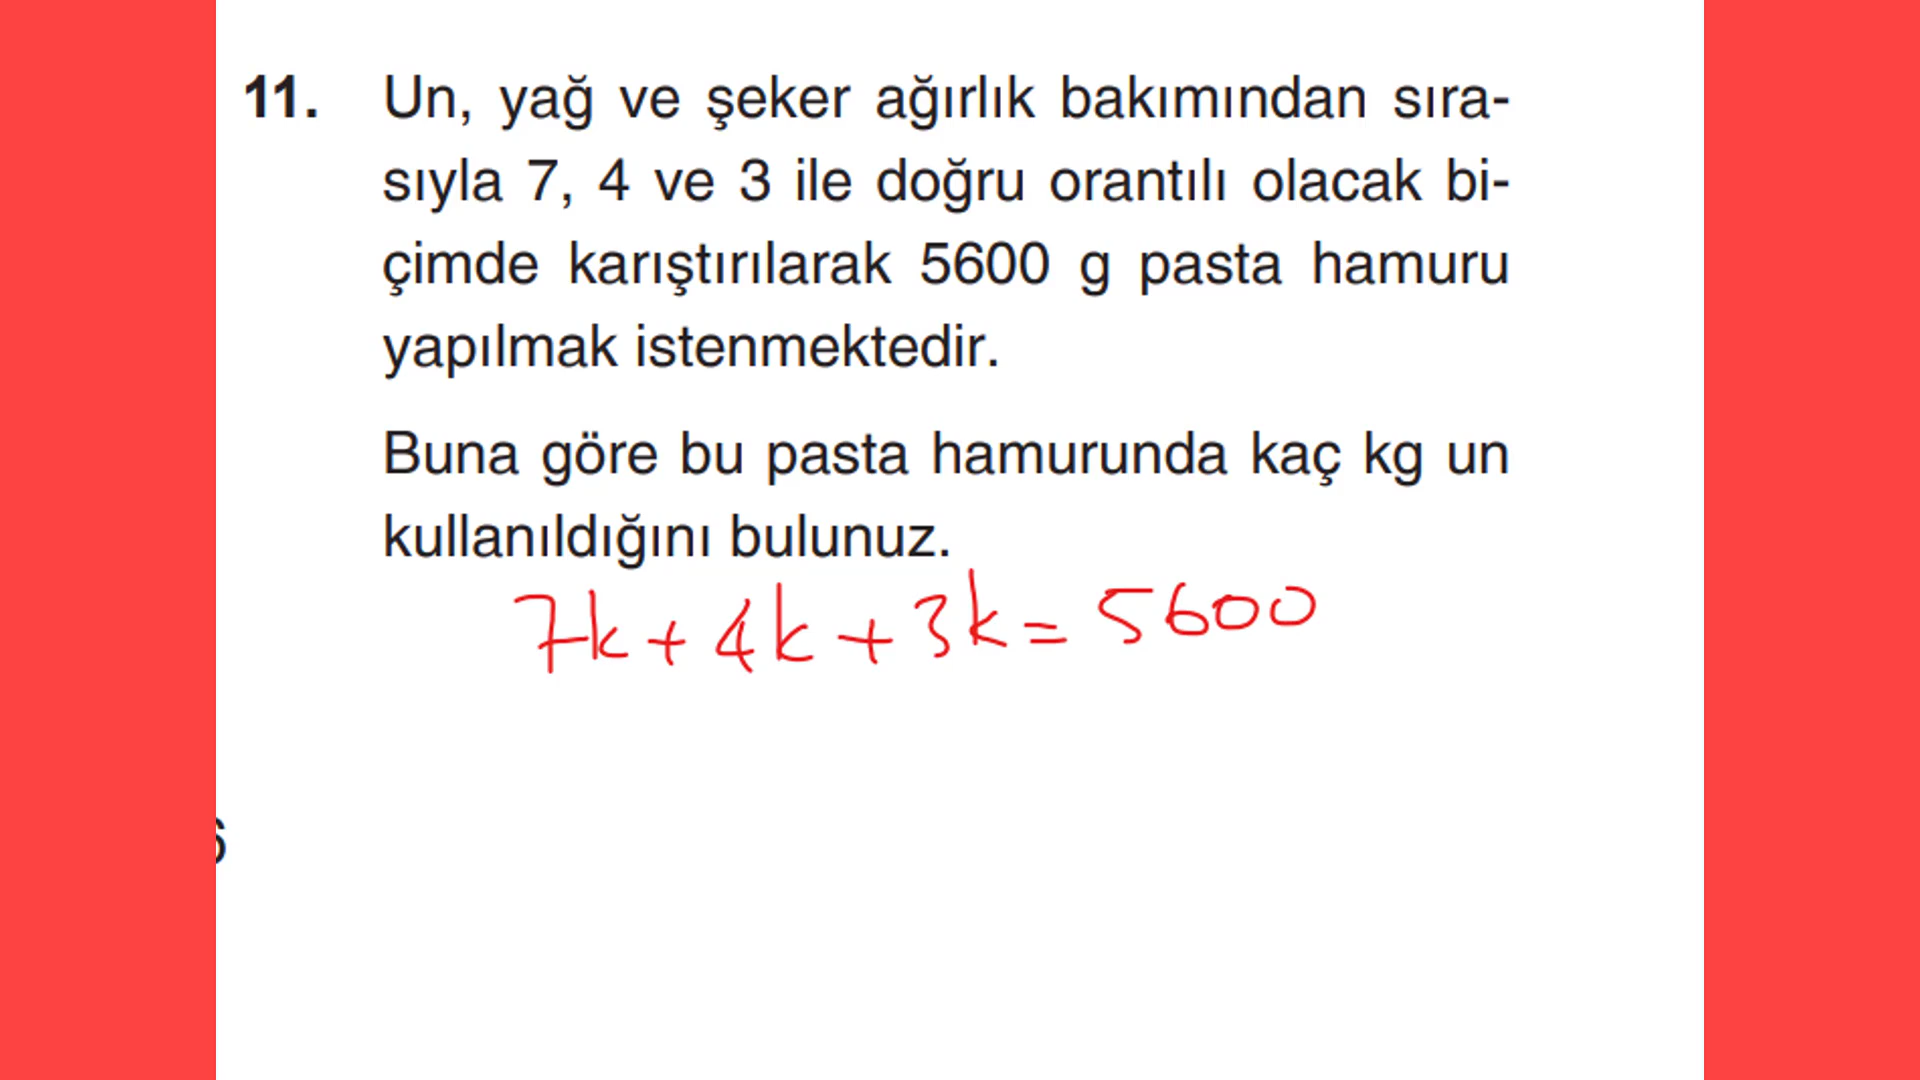 11. Un, yağ ve şeker ağırlık bakımından sıra-
sıyla 7, 4 ve 3 ile doğru orantılı olacak bi-
çimde karıştırılarak 5600 g pasta hamuru
yapılmak istenmektedir.
Buna göre bu pasta hamurunda kaç kg un
kullanıldığını bulunuz.
7k + 4k + 3k = 5600